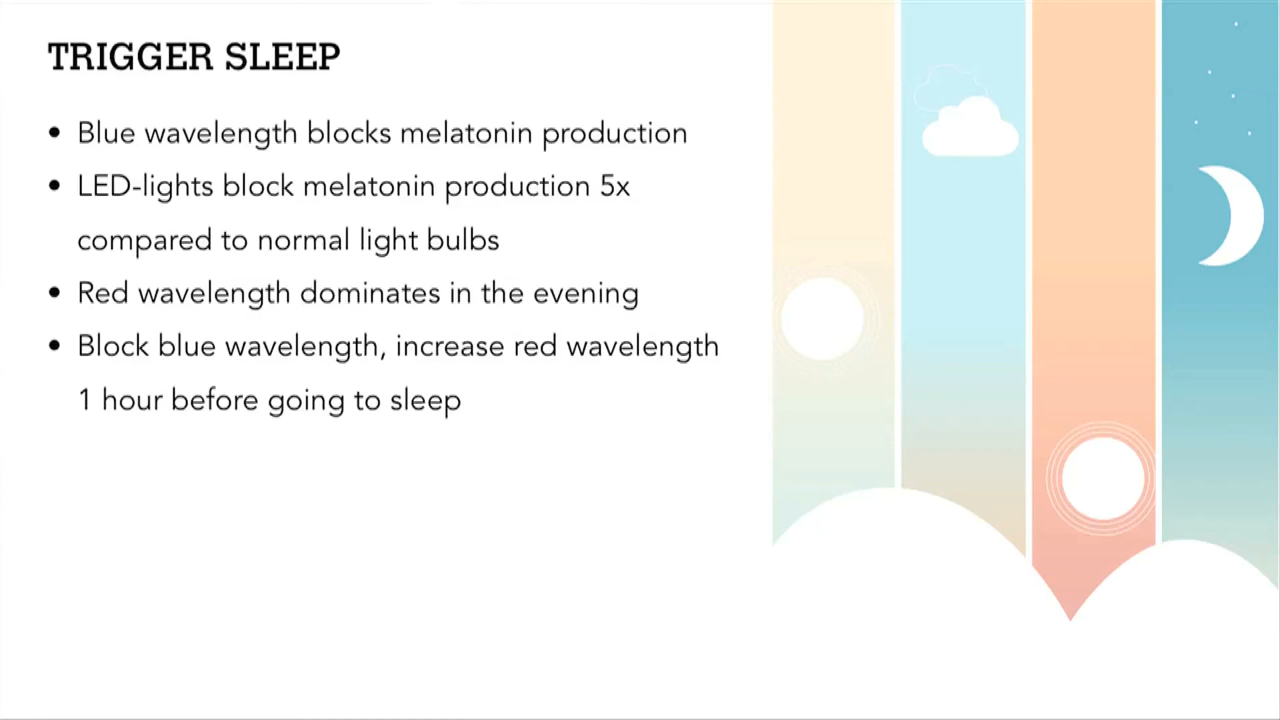 TRIGGER SLEEP
• Blue wavelength blocks melatonin production
• LED-lights block melatonin production 5x
compared to normal light bulbs
• Red wavelength dominates in the evening
• Block blue wavelength, increase red wavelength
1 hour before going to sleep